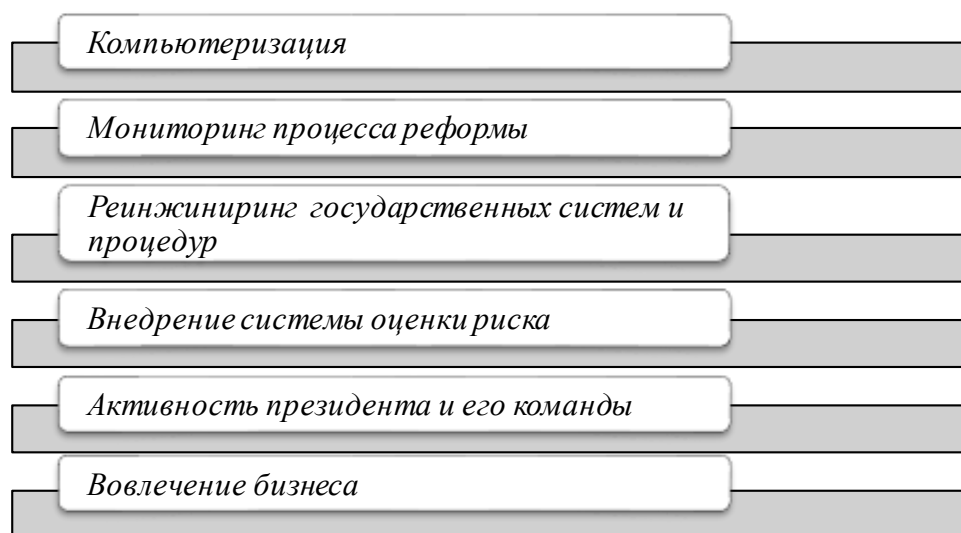 Компьютеризация
Мониторинг процесса реформы
Реинжиниринг государственных систем и
процедур
Внедрение системы оценки риска
Активность президента и его команды
Вовлечение бизнеса